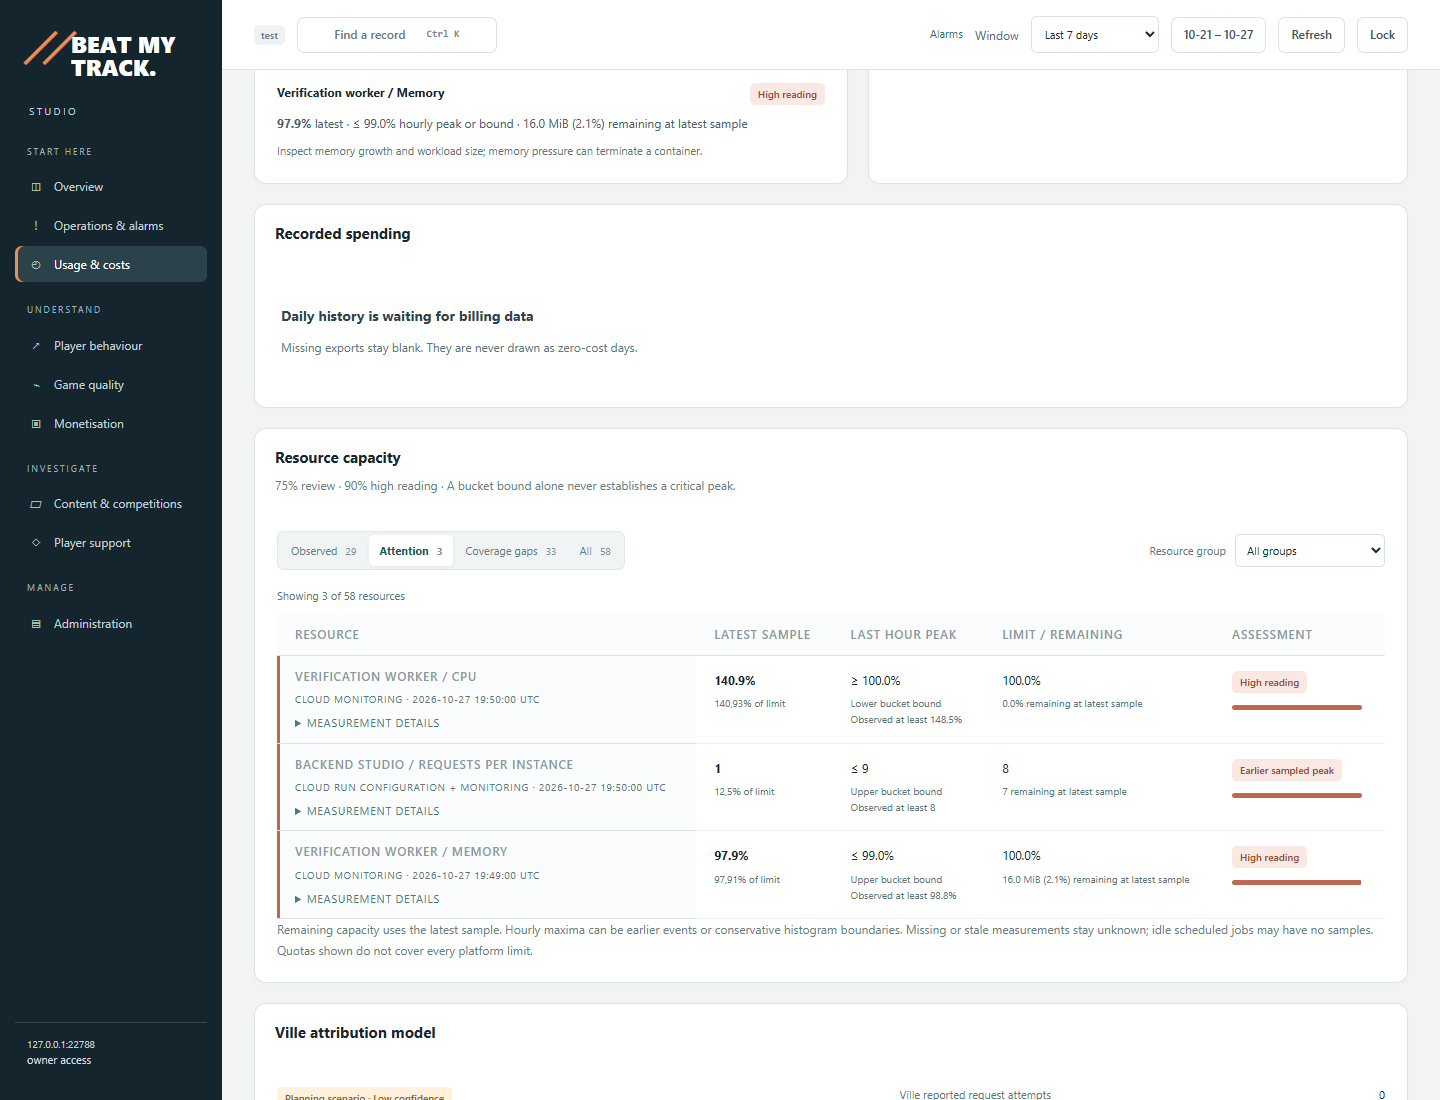 BEAT MY
TRACK.
STUDIO
START HERE
Overview
! Operations & alarms
Usage & costs
UNDERSTAND
Player behaviour
Game quality
Monetisation
INVESTIGATE
Content & competitions
Player support
MANAGE
Administration
127.0.0.1:22788
owner access
test
Find a record Ctrl K
Alarms Window Last 7 days 10-21 – 10-27 Refresh Lock
Verification worker / Memory High reading
97.9% latest · ≤ 99.0% hourly peak or bound · 16.0 MiB (2.1%) remaining at latest sample
Inspect memory growth and workload size; memory pressure can terminate a container.
Recorded spending
Daily history is waiting for billing data
Missing exports stay blank. They are never drawn as zero-cost days.
Resource capacity
75% review · 90% high reading · A bucket bound alone never establishes a critical peak.
Observed 29 Attention 3 Coverage gaps 33 All 58
Resource group All groups
Showing 3 of 58 resources
RESOURCE LATEST SAMPLE LAST HOUR PEAK LIMIT / REMAINING ASSESSMENT
VERIFICATION WORKER / CPU 140.9% ≥ 100.0% 100.0% High reading
CLOUD MONITORING · 2026-10-27 19:50:00 UTC 140,93% of limit Lower bucket bound 0.0% remaining at latest sample
Observed at least 148.5%
▶ MEASUREMENT DETAILS
BACKEND STUDIO / REQUESTS PER INSTANCE 1 ≤ 9 8 Earlier sampled peak
CLOUD RUN CONFIGURATION + MONITORING · 2026-10-27 19:50:00 UTC 12,5% of limit Upper bucket bound 7 remaining at latest sample
Observed at least 8
▶ MEASUREMENT DETAILS
VERIFICATION WORKER / MEMORY 97.9% ≤ 99.0% 100.0% High reading
CLOUD MONITORING · 2026-10-27 19:49:00 UTC 97,91% of limit Upper bucket bound 16.0 MiB (2.1%) remaining at latest sample
Observed at least 98.8%
▶ MEASUREMENT DETAILS
Remaining capacity uses the latest sample. Hourly maxima can be earlier events or conservative histogram boundaries. Missing or stale measurements stay unknown; idle scheduled jobs may have no samples.
Quotas shown do not cover every platform limit.
Ville attribution model
Planning scenario · Low confidence
Ville reported request attempts 0